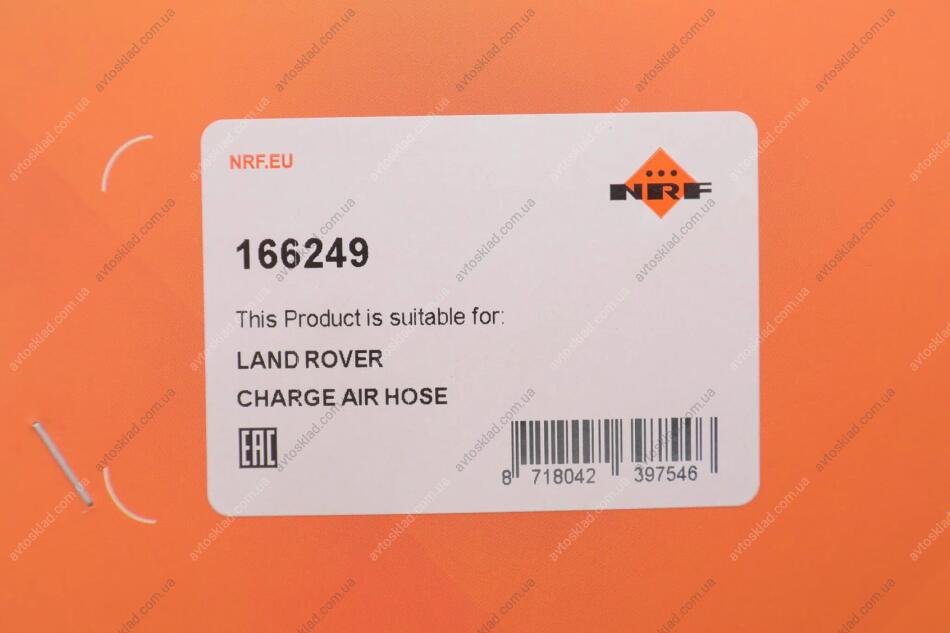 NRF.EU
NRF
166249
This Product is suitable for:
LAND ROVER
CHARGE AIR HOSE
EAC
8 718042 397546
avtosklad.com.ua